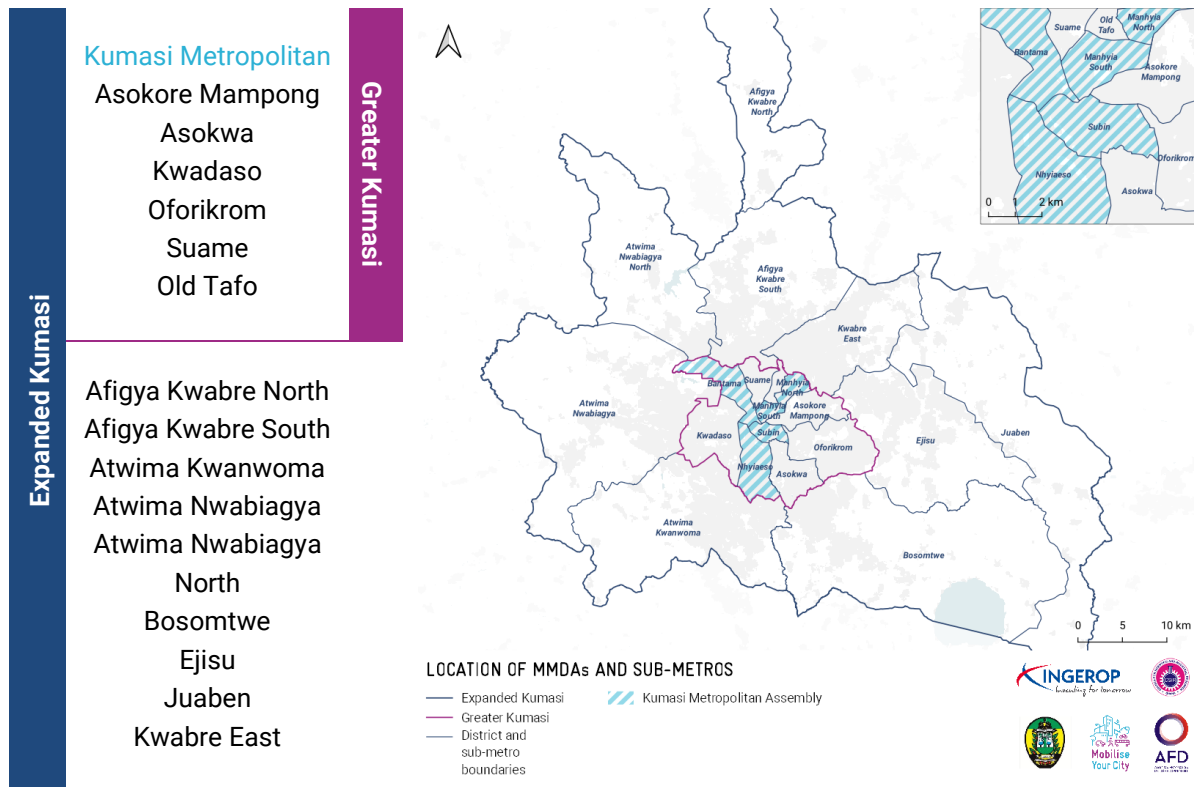 Expanded Kumasi
Greater Kumasi
Kumasi Metropolitan
Asokore Mampong
Asokwa
Kwadaso
Oforikrom
Suame
Old Tafo
Afigya Kwabre North
Afigya Kwabre South
Atwima Kwanwoma
Atwima Nwabiagya
Atwima Nwabiagya
North
Bosomtwe
Ejisu
Juaben
Kwabre East
Afigya
Kwabre
North
Atwima
Nwabiagya
North
Afigya
Kwabre
South
Kwabre
East
Atwima
Nwabiagya
Bantama
Suame
Manhyia
North
Manhyia
South
Asokore
Mampong
Kwadaso
Subin
Oforikrom
Nhyiaeso
Asokwa
Ejisu
Juaben
Atwima
Kwanwoma
Bosomtwe
0 5 10 km
Suame
Old
Tafo
Manhyia
North
Bantama
Manhyia
South
Asokore
Mampong
Subin
Oforikrom
Nhyiaeso
Asokwa
0 1 2 km
LOCATION OF MMDAs AND SUB-METROS
Expanded Kumasi
Kumasi Metropolitan Assembly
Greater Kumasi
District and
sub-metro
boundaries
INGEROP
Inventing for tomorrow
Mobilise
Your City
AFD